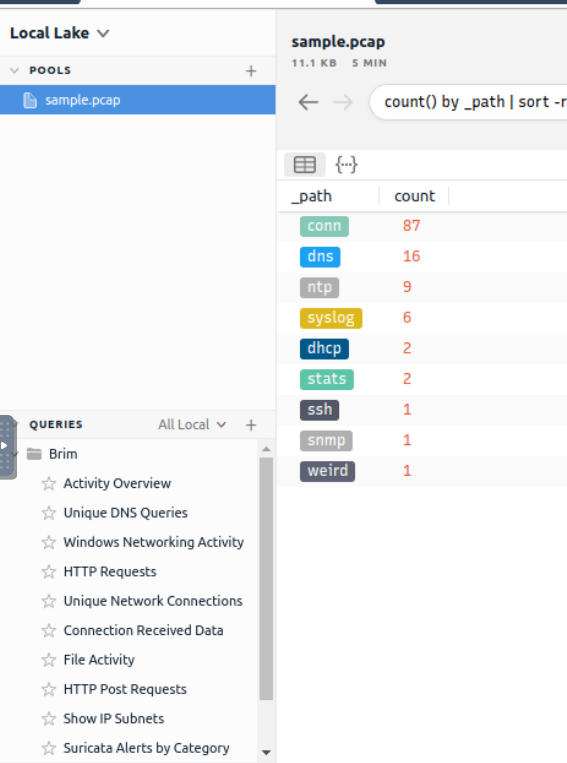 Local Lake
POOLS +
sample.pcap
QUERIES All Local +
Brim
Activity Overview
Unique DNS Queries
Windows Networking Activity
HTTP Requests
Unique Network Connections
Connection Received Data
File Activity
HTTP Post Requests
Show IP Subnets
Suricata Alerts by Category
sample.pcap
11.1 KB 5 MIN
count() by _path | sort -r
_path count
conn 87
dns 16
ntp 9
syslog 6
dhcp 2
stats 2
ssh 1
snmp 1
weird 1